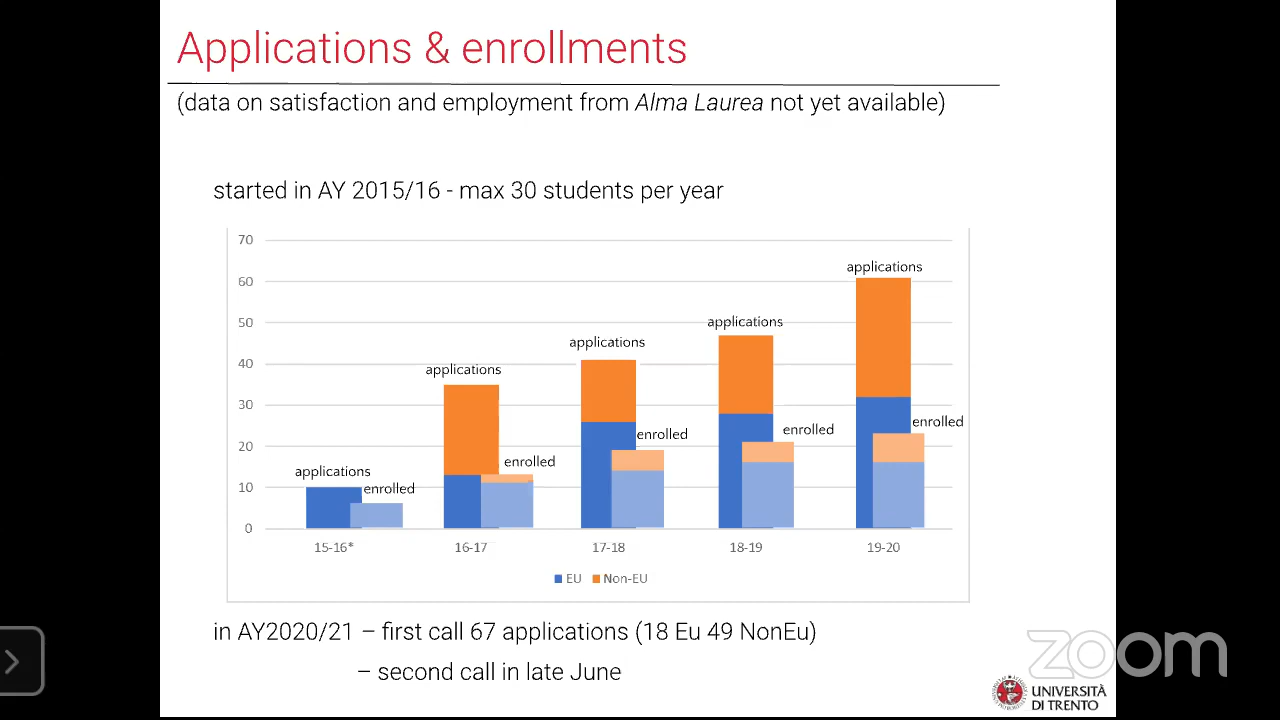 Applications & enrollments
(data on satisfaction and employment from Alma Laurea not yet available)
started in AY 2015/16 - max 30 students per year
70
60
50
40
30
20
10
0
applications
enrolled
applications
enrolled
applications
enrolled
applications
enrolled
applications
enrolled
15-16*
16-17
17-18
18-19
19-20
EU
Non-EU
in AY2020/21 – first call 67 applications (18 Eu 49 NonEu)
– second call in late June
zoom
UNIVERSITÀ
DI TRENTO